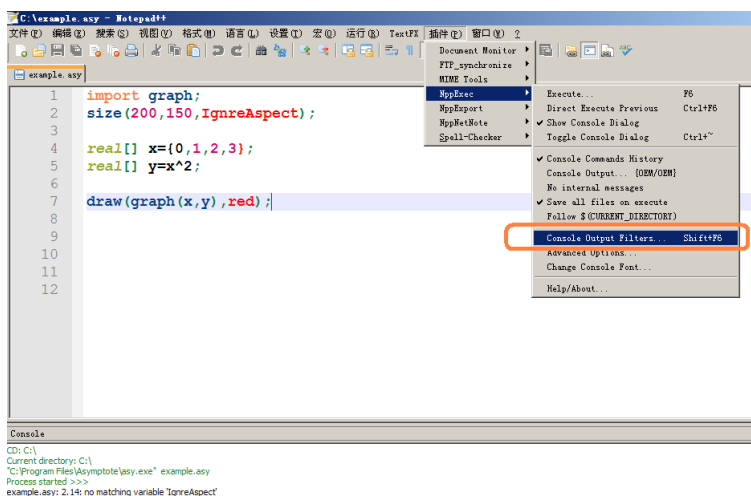 C:\example.asy - Notepad++
文件(F) 编辑(E) 搜索(S) 视图(V) 格式(M) 语言(L) 设置(T) 宏(O) 运行(R) TextFX 插件(P) 窗口(W) ?
example.asy
Document Monitor
FTP_synchronize
MIME Tools
NppExec
NppExport
NppNetNote
Spell-Checker
Execute... F6
Direct Execute Previous Ctrl+F6
Show Console Dialog
Toggle Console Dialog Ctrl+~
Console Commands History
Console Output... {OEM/OEM}
No internal messages
Save all files on execute
Follow $(CURRENT_DIRECTORY)
Console Output Filters... Shift+F6
Advanced Options...
Change Console Font...
Help/About...
1 import graph;
2 size(200,150,IgnreAspect);
3
4 real[] x={0,1,2,3};
5 real[] y=x^2;
6
7 draw(graph(x,y),red);
8
9
10
11
12
Console
CD: C:\
Current directory: C:\
"C:\Program Files\Asymptote\asy.exe" example.asy
Process started >>>
example.asy: 2.14: no matching variable 'IgnreAspect'